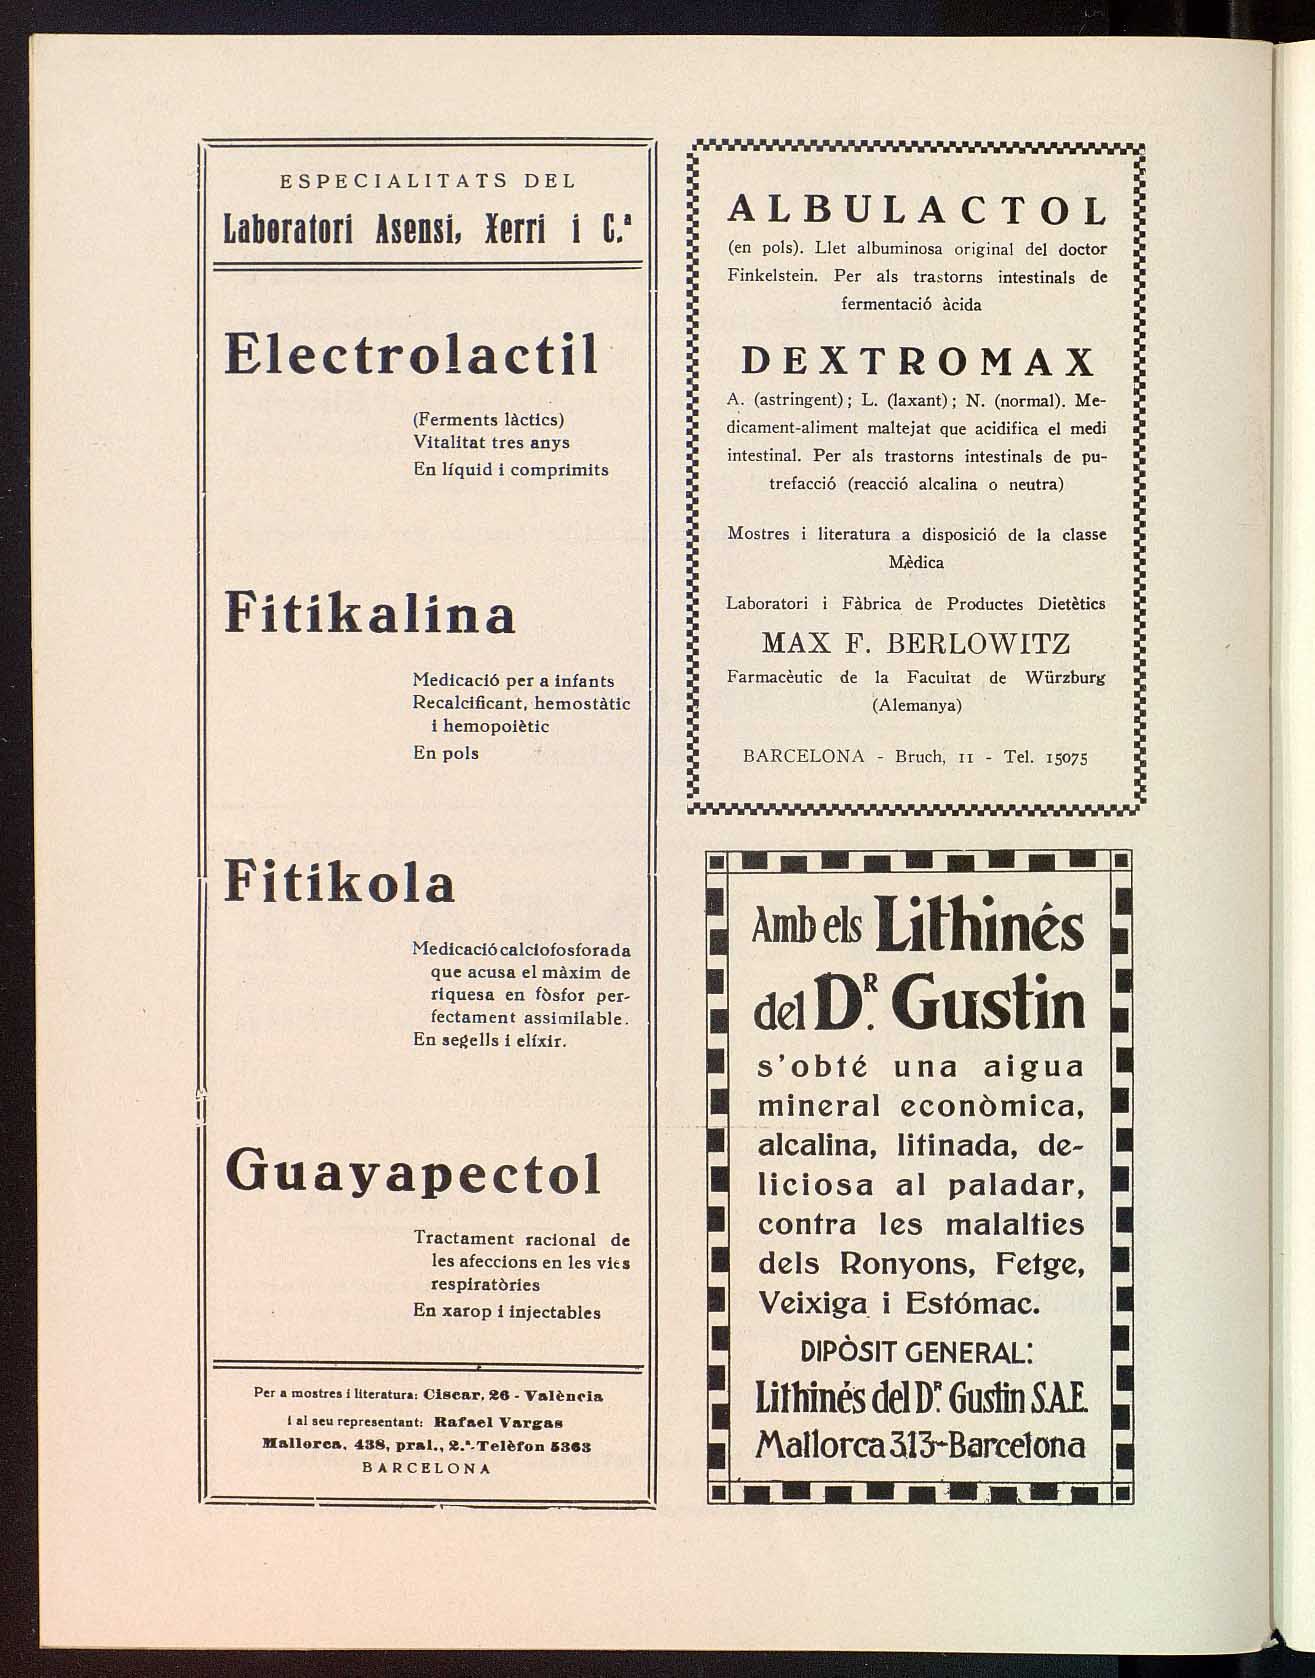 ESPECIALITATS DEL
Laboratori Asensi, Xerri i C.ª
Electrolactil
(Ferments làctics)
Vitalitat tres anys
En líquid i comprimits
Fitikalina
Medicació per a infants
Recalcificant, hemostàtic
i hemopoiètic
En pols
Fitikola
Medicació calciofosforada
que acusa el màxim de
riquesa en fòsfor per-
fectament assimilable.
En segells i elíxir.
Guayapectol
Tractament racional de
les afeccions en les vies
respiratòries
En xarop i injectables
Per a mostres i literatura: Ciscar, 26 - València
i al seu representant: Rafael Vargas
Mallorca, 438, pral., 2.ª-Telèfon 5363
BARCELONA
ALBULACTOL
(en pols). Llet albuminosa original del doctor
Finkelstein. Per als trastorns intestinals de
fermentació àcida
DEXTROMAX
A. (astringent); L. (laxant); N. (normal). Me-
dicament-aliment maltejat que acidifica el medi
intestinal. Per als trastorns intestinals de pu-
trefacció (reacció alcalina o neutra)
Mostres i literatura a disposició de la classe
Mèdica
Laboratori i Fàbrica de Productes Dietètics
MAX F. BERLOWITZ
Farmacèutic de la Facultat de Würzburg
(Alemanya)
BARCELONA - Bruch, 11 - Tel. 15075
Amb els Lithinés
del DR. Gustin
s'obté una aigua
mineral econòmica,
alcalina, litinada, de-
liciosa al paladar,
contra les malalties
dels Ronyons, Fetge,
Veixiga i Estómac.
DIPÒSIT GENERAL:
Lithinés del Dr. Gustin S.A.E.
Mallorca 313-Barcelona